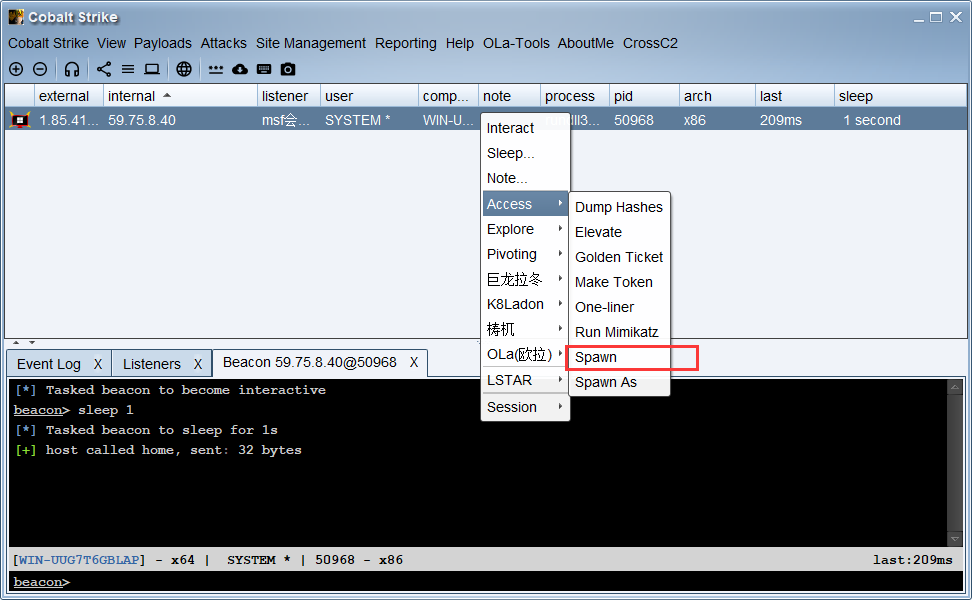 Cobalt Strike
Cobalt Strike View Payloads Attacks Site Management Reporting Help OLa-Tools AboutMe CrossC2
external internal listener user comp... note process pid arch last sleep
1.85.41... 59.75.8.40 msf会... SYSTEM * WIN-U... 50968 x86 209ms 1 second
Interact
Sleep...
Note...
Access
Explore
Pivoting
巨龙拉冬
K8Ladon
梼杌
OLa(欧拉)
LSTAR
Session
Dump Hashes
Elevate
Golden Ticket
Make Token
One-liner
Run Mimikatz
Spawn
Spawn As
Event Log X Listeners X Beacon 59.75.8.40@50968 X
[*] Tasked beacon to become interactive
beacon> sleep 1
[*] Tasked beacon to sleep for 1s
[+] host called home, sent: 32 bytes
[WIN-UUG7T6GBLAP] - x64 | SYSTEM * | 50968 - x86 last:209ms
beacon>